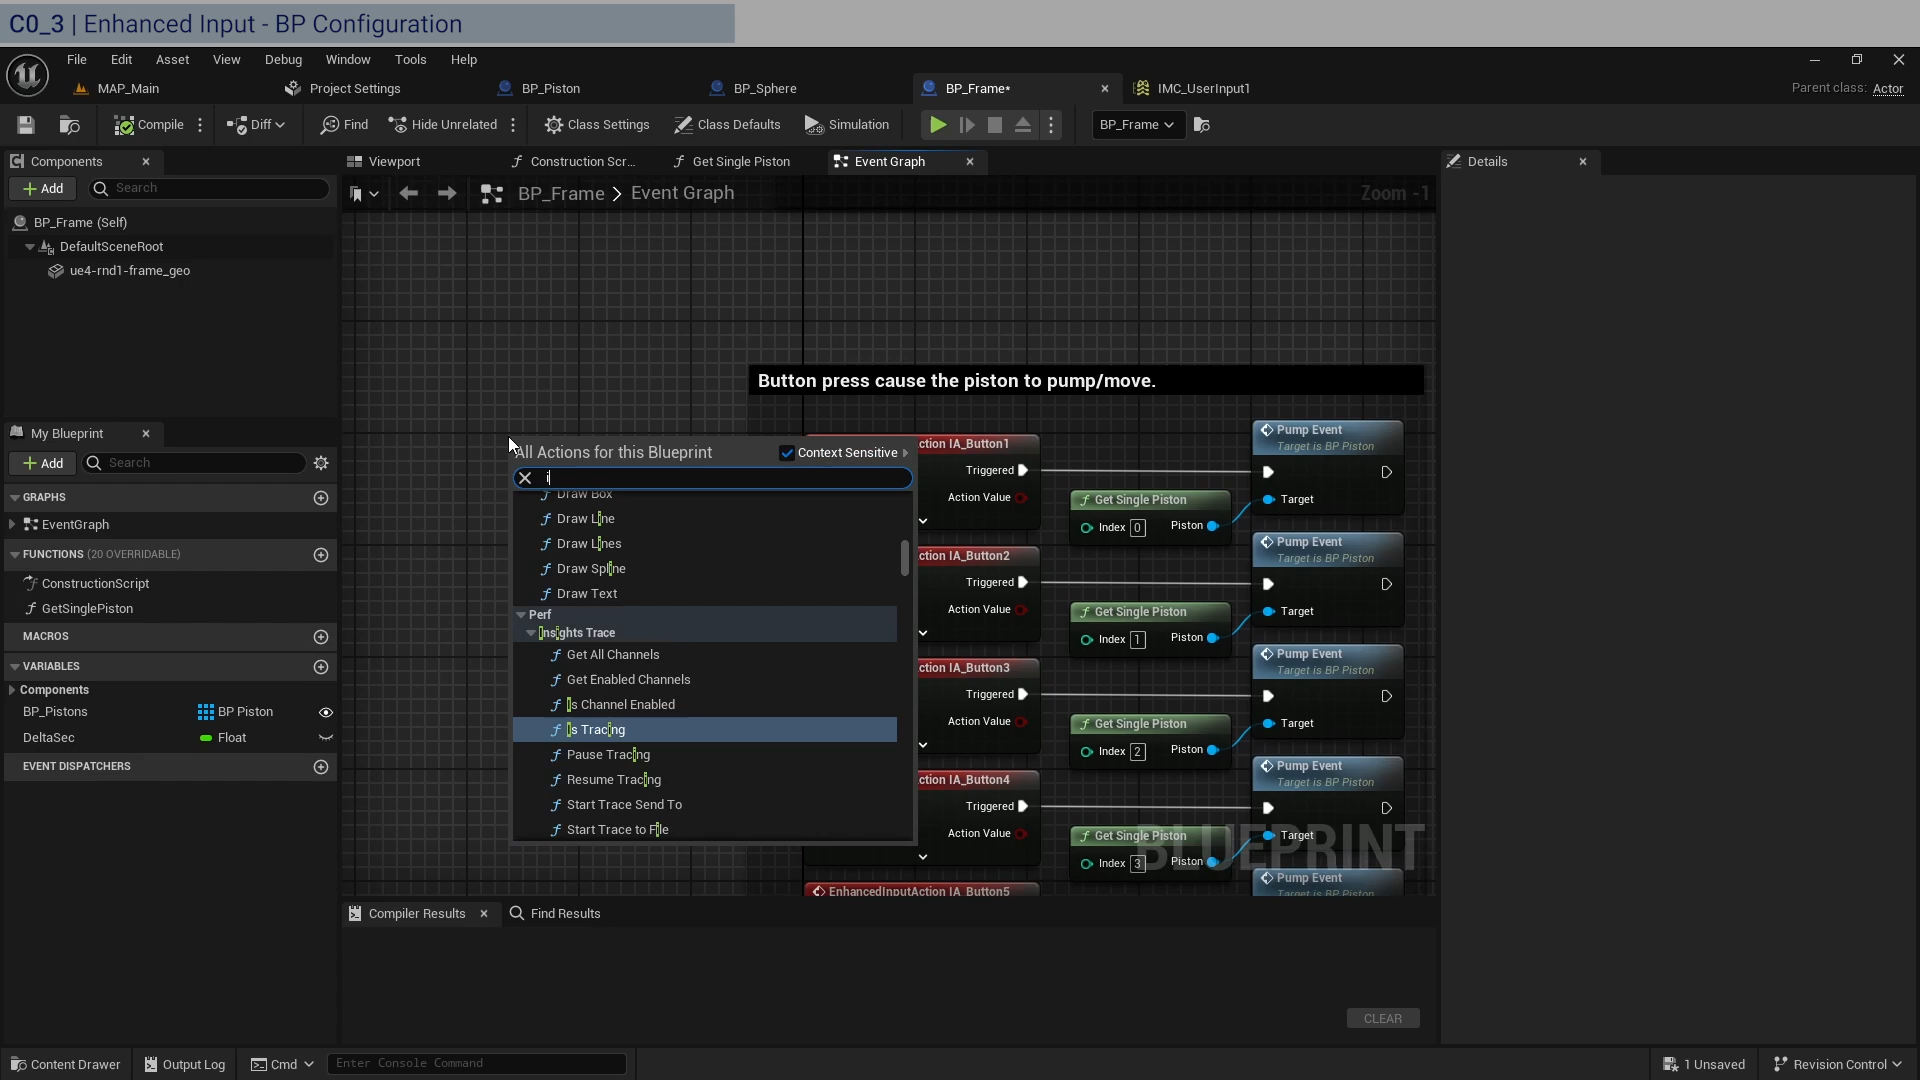 C0_3 | Enhanced Input - BP Configuration
File Edit Asset View Debug Window Tools Help
MAP_Main Project Settings BP_Piston BP_Sphere BP_Frame* IMC_UserInput1 Parent class: Actor
Compile Diff Find Hide Unrelated Class Settings Class Defaults Simulation BP_Frame
Components
Add Search
BP_Frame (Self)
DefaultSceneRoot
ue4-rnd1-frame_geo
My Blueprint
Add Search
GRAPHS
EventGraph
FUNCTIONS (20 OVERRIDABLE)
ConstructionScript
GetSinglePiston
MACROS
VARIABLES
Components
BP_Pistons BP Piston
DeltaSec Float
EVENT DISPATCHERS
Viewport Construction Scr... Get Single Piston Event Graph
BP_Frame > Event Graph Zoom -1
Button press cause the piston to pump/move.
All Actions for this Blueprint Context Sensitive
i
Draw Box
Draw Line
Draw Lines
Draw Spline
Draw Text
Perf
Insights Trace
Get All Channels
Get Enabled Channels
Is Channel Enabled
Is Tracing
Pause Tracing
Resume Tracing
Start Trace Send To
Start Trace to File
ction IA_Button1
Triggered
Action Value
Get Single Piston
Index 0 Piston
Pump Event
Target is BP Piston
Target
ction IA_Button2
Triggered
Action Value
Get Single Piston
Index 1 Piston
Pump Event
Target is BP Piston
Target
ction IA_Button3
Triggered
Action Value
Get Single Piston
Index 2 Piston
Pump Event
Target is BP Piston
Target
ction IA_Button4
Triggered
Action Value
Get Single Piston
Index 3 Piston
Pump Event
Target is BP Piston
Target
EnhancedInputAction IA_Button5
Pump Event
Target is BP Piston
BLUEPRINT
Details
Compiler Results Find Results
CLEAR
Content Drawer Output Log Cmd Enter Console Command 1 Unsaved Revision Control